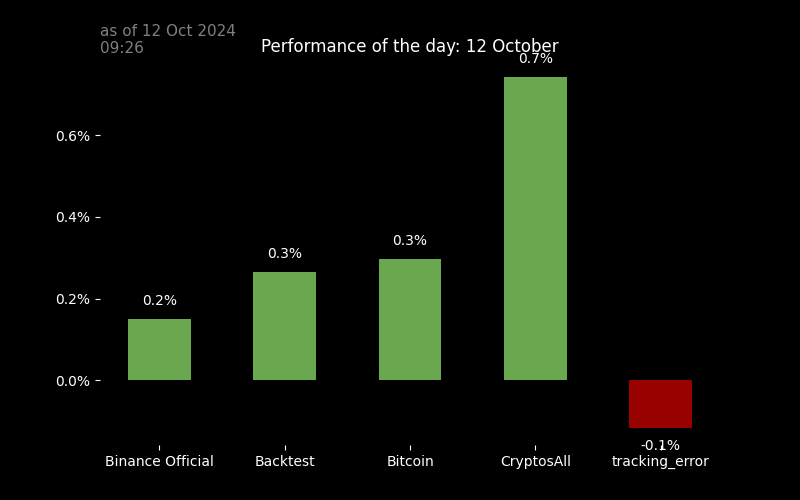 as of 12 Oct 2024
09:26
Performance of the day: 12 October
0.7%
0.6%
0.4%
0.3%
0.3%
0.2%
0.2%
0.0%
-0.1%
Binance Official
Backtest
Bitcoin
CryptosAll
tracking_error